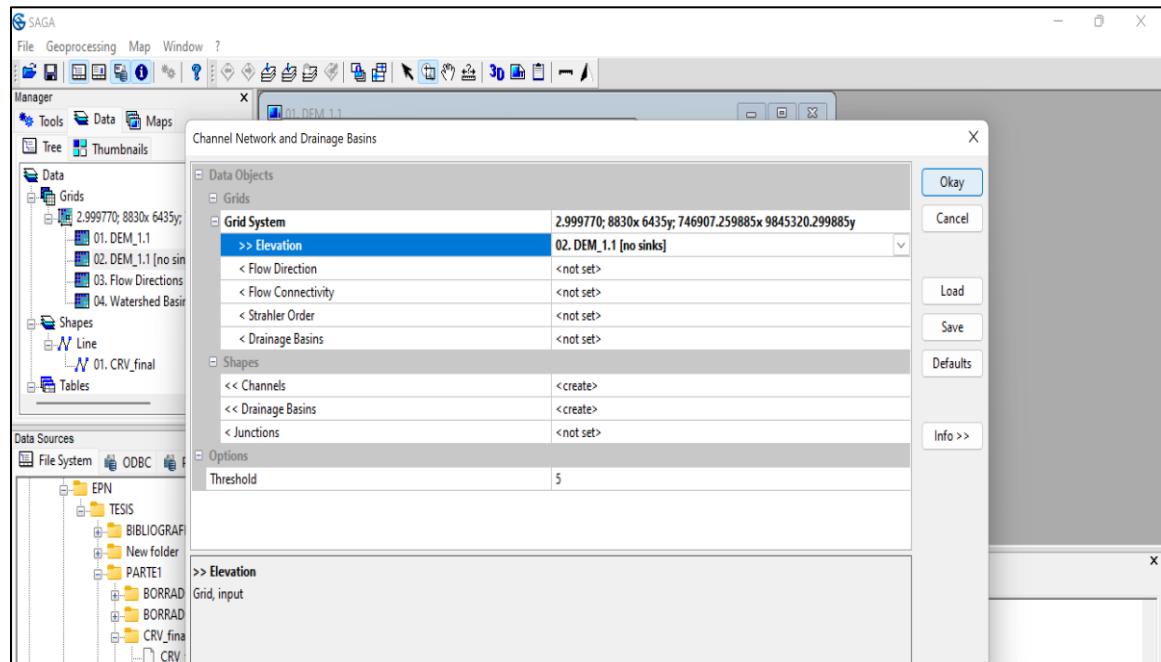 SAGA
File Geoprocessing Map Window ?
3D
Manager
Tools Data Maps
Tree Thumbnails
Data
Grids
2.999770; 8830x 6435y;
01. DEM_1.1
02. DEM_1.1 [no sin
03. Flow Directions
04. Watershed Basin
Shapes
Line
01. CRV_final
Tables
Data Sources
File System ODBC
EPN
TESIS
BIBLIOGRAFI
New folder
PARTE1
BORRAD
BORRAD
CRV_fina
CRV
01. DEM_1.1
Channel Network and Drainage Basins
Data Objects
Grids
Grid System 2.999770; 8830x 6435y; 746907.259885x 9845320.299885y
>> Elevation 02. DEM_1.1 [no sinks]
< Flow Direction <not set>
< Flow Connectivity <not set>
< Strahler Order <not set>
< Drainage Basins <not set>
Shapes
<< Channels <create>
<< Drainage Basins <create>
< Junctions <not set>
Options
Threshold 5
>> Elevation
Grid, input
Okay
Cancel
Load
Save
Defaults
Info >>